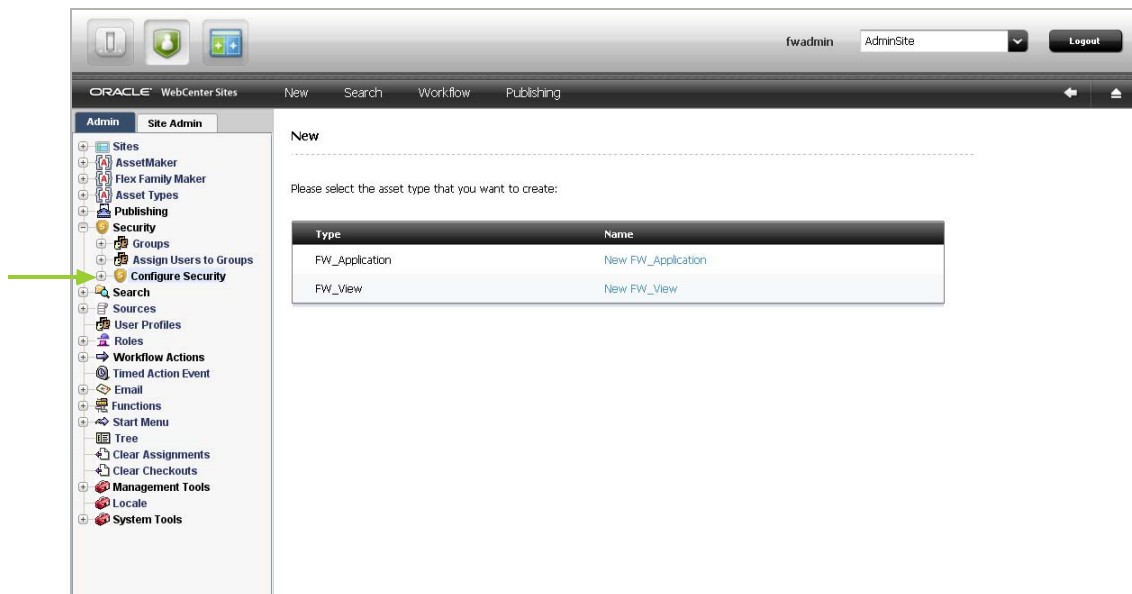 fwadmin AdminSite Logout
ORACLE WebCenter Sites New Search Workflow Publishing
Admin Site Admin
Sites
AssetMaker
Flex Family Maker
Asset Types
Publishing
Security
Groups
Assign Users to Groups
Configure Security
Search
Sources
User Profiles
Roles
Workflow Actions
Timed Action Event
Email
Functions
Start Menu
Tree
Clear Assignments
Clear Checkouts
Management Tools
Locale
System Tools
New
Please select the asset type that you want to create:
Type Name
FW_Application New FW_Application
FW_View New FW_View